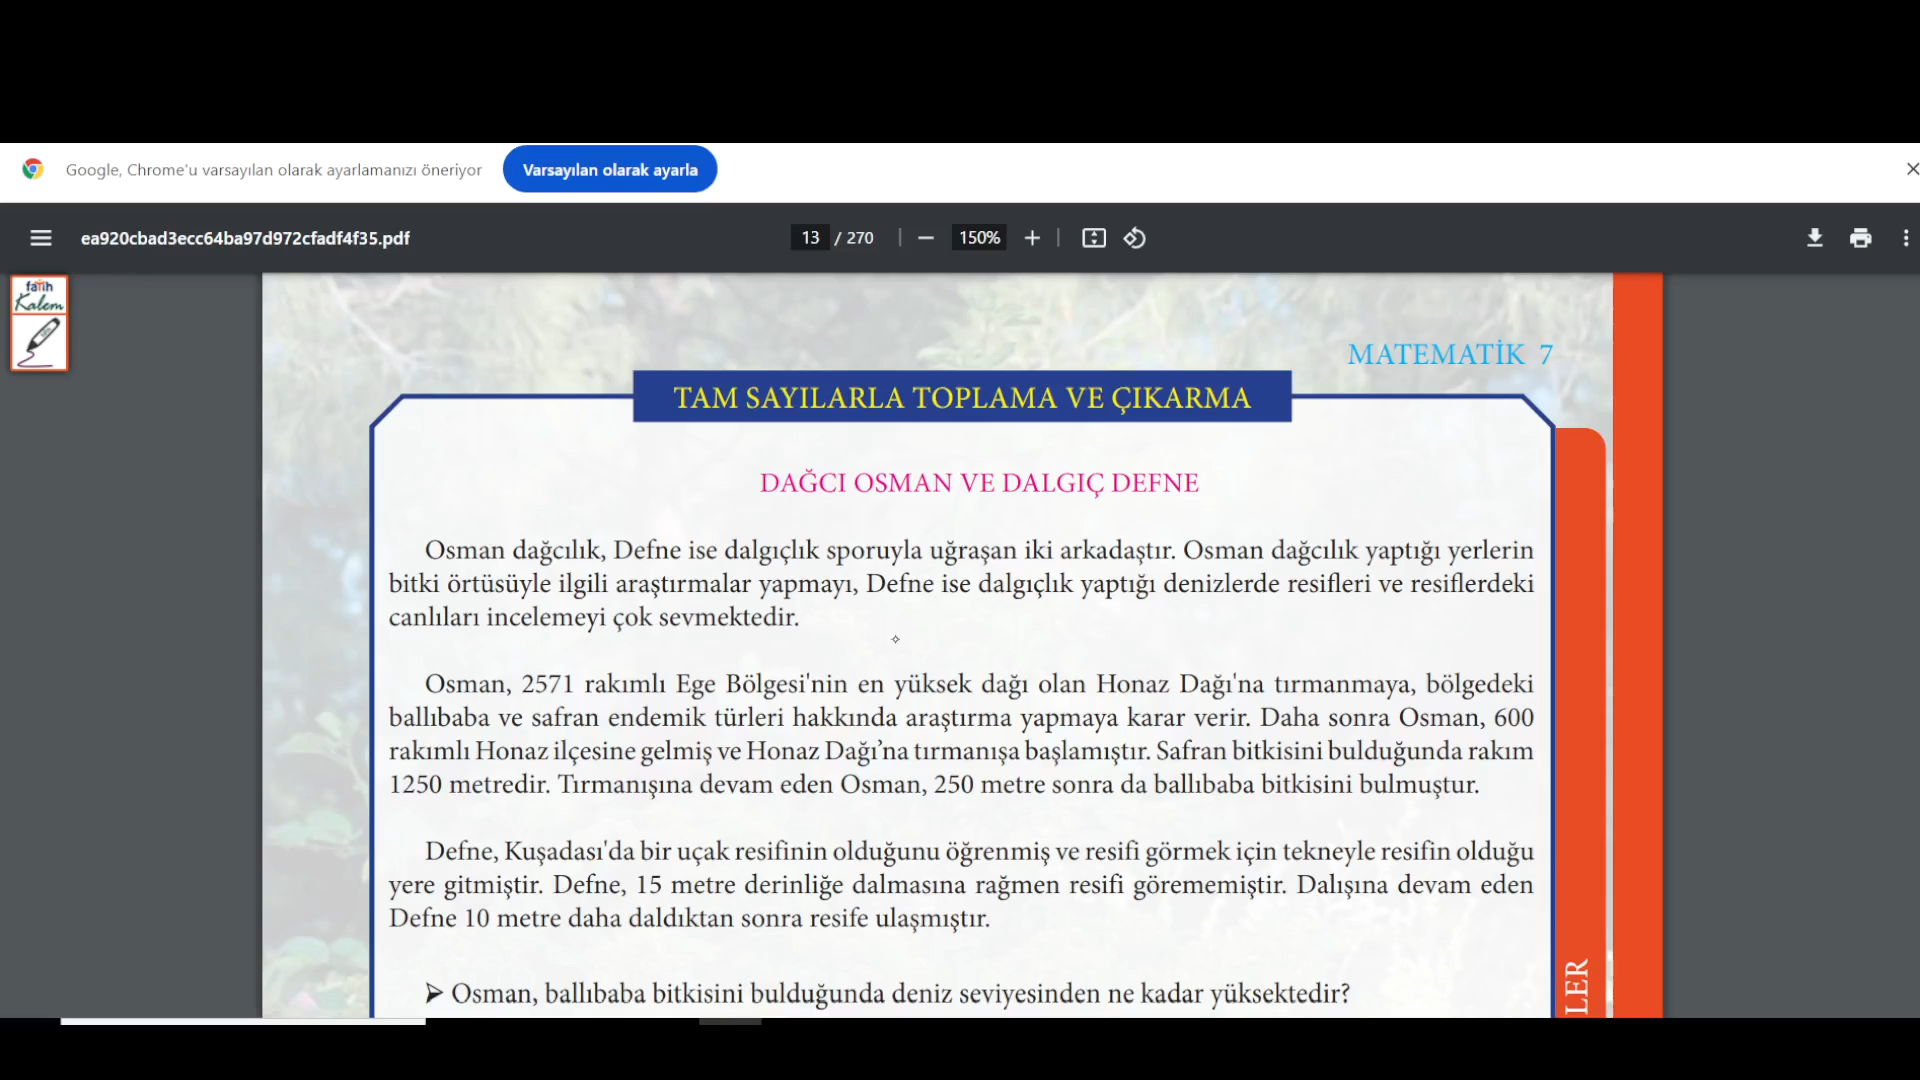 Google, Chrome'u varsayılan olarak ayarlamanızı öneriyor
Varsayılan olarak ayarla
ea920cbad3ecc64ba97d972cfadf4f35.pdf
13 / 270
150%
fatih
Kalem
MATEMATİK 7
TAM SAYILARLA TOPLAMA VE ÇIKARMA
DAĞCI OSMAN VE DALGIÇ DEFNE
Osman dağcılık, Defne ise dalgıçlık sporuyla uğraşan iki arkadaştır. Osman dağcılık yaptığı yerlerin
bitki örtüsüyle ilgili araştırmalar yapmayı, Defne ise dalgıçlık yaptığı denizlerde resifleri ve resiflerdeki
canlıları incelemeyi çok sevmektedir.
Osman, 2571 rakımlı Ege Bölgesi'nin en yüksek dağı olan Honaz Dağı'na tırmanmaya, bölgedeki
ballıbaba ve safran endemik türleri hakkında araştırma yapmaya karar verir. Daha sonra Osman, 600
rakımlı Honaz ilçesine gelmiş ve Honaz Dağı’na tırmanışa başlamıştır. Safran bitkisini bulduğunda rakım
1250 metredir. Tırmanışına devam eden Osman, 250 metre sonra da ballıbaba bitkisini bulmuştur.
Defne, Kuşadası'da bir uçak resifinin olduğunu öğrenmiş ve resifi görmek için tekneyle resifin olduğu
yere gitmiştir. Defne, 15 metre derinliğe dalmasına rağmen resifi görememiştir. Dalışına devam eden
Defne 10 metre daha daldıktan sonra resife ulaşmıştır.
➢ Osman, ballıbaba bitkisini bulduğunda deniz seviyesinden ne kadar yüksektedir?
LER